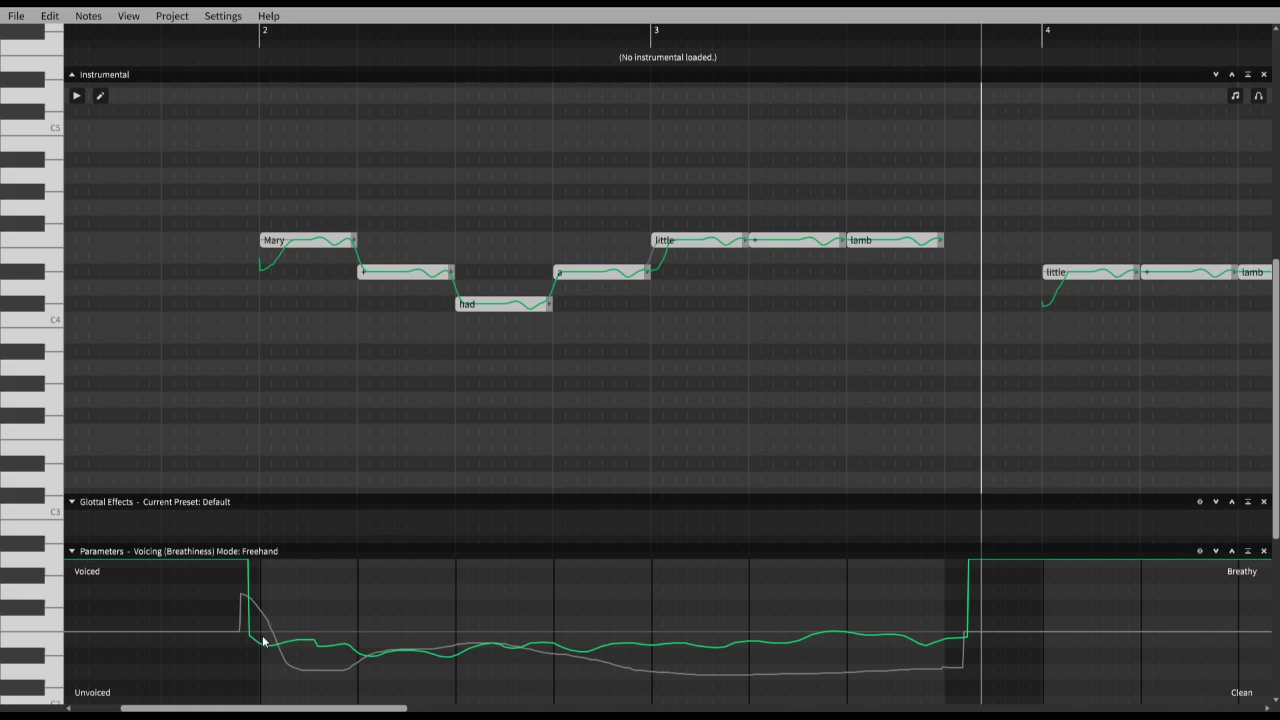 File Edit Notes View Project Settings Help
2 3 4
(No instrumental loaded.)
Instrumental
C5
Mary + had a little + lamb little + lamb
C4
Glottal Effects - Current Preset: Default
C3
Parameters - Voicing (Breathiness) Mode: Freehand
Voiced Breathy
Unvoiced Clean